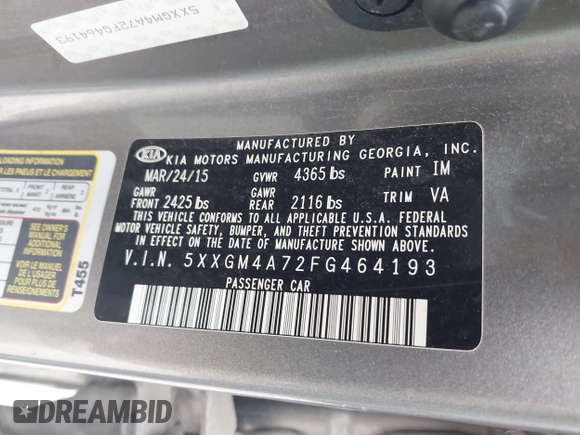 5XXGM4A72FG464193
LOADING INFORMATION
SEE OWNER'S
MANUAL FOR
ADDITIONAL
INFORMATION
T455
MANUFACTURED BY
KIA KIA MOTORS MANUFACTURING GEORGIA, INC.
MAR/24/15 GVWR 4365 lbs PAINT IM
GAWR GAWR
FRONT 2425 lbs REAR 2116 lbs TRIM VA
THIS VEHICLE CONFORMS TO ALL APPLICABLE U.S.A. FEDERAL
MOTOR VEHICLE SAFETY, BUMPER, AND THEFT PREVENTION STANDARDS
IN EFFECT ON THE DATE OF MANUFACTURE SHOWN ABOVE.
V.I.N. 5XXGM4A72FG464193
PASSENGER CAR
DREAMBID